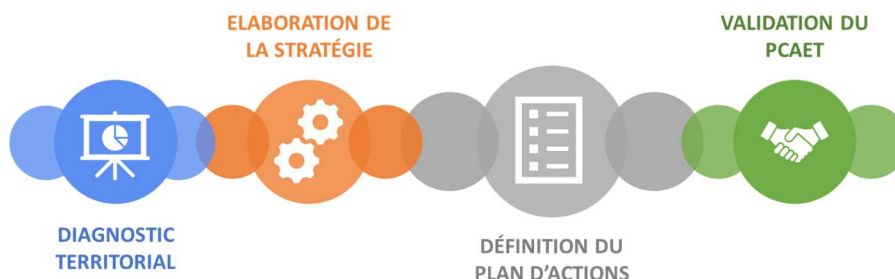 ELABORATION DE
LA STRATÉGIE
VALIDATION DU
PCAET
DIAGNOSTIC
TERRITORIAL
DÉFINITION DU
PLAN D'ACTIONS